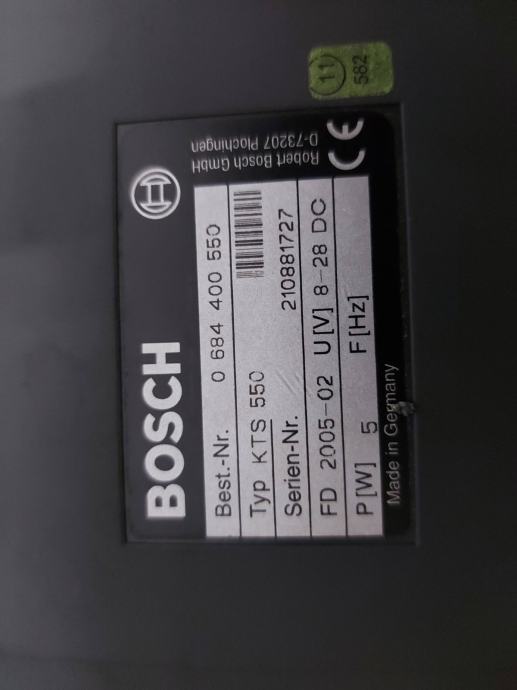 BOSCH
Best.-Nr. 0 684 400 550
Typ KTS 550
Serien-Nr. 210881727
FD 2005-02 U[V] 8-28 DC
P[W] 5 F[Hz]
Made in Germany
Robert Bosch GmbH
D-73207 Plochingen
CE
11
582